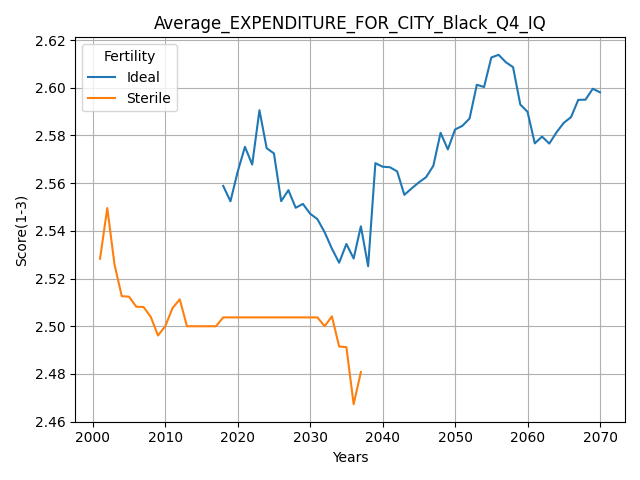 Average_EXPENDITURE_FOR_CITY_Black_Q4_IQ
Fertility
Ideal
Sterile
Score(1-3)
2.62
2.60
2.58
2.56
2.54
2.52
2.50
2.48
2.46
2000 2010 2020 2030 2040 2050 2060 2070
Years